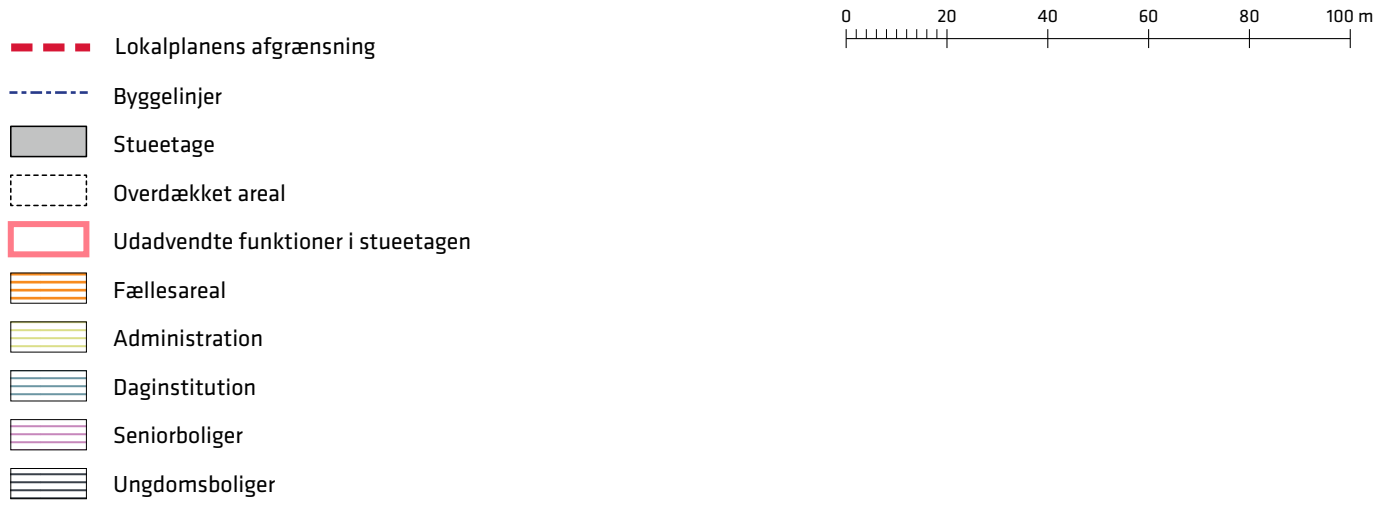 0 20 40 60 80 100 m
Lokalplanens afgrænsning
Byggelinjer
Stueetage
Overdækket areal
Udadvendte funktioner i stueetagen
Fællesareal
Administration
Daginstitution
Seniorboliger
Ungdomsboliger